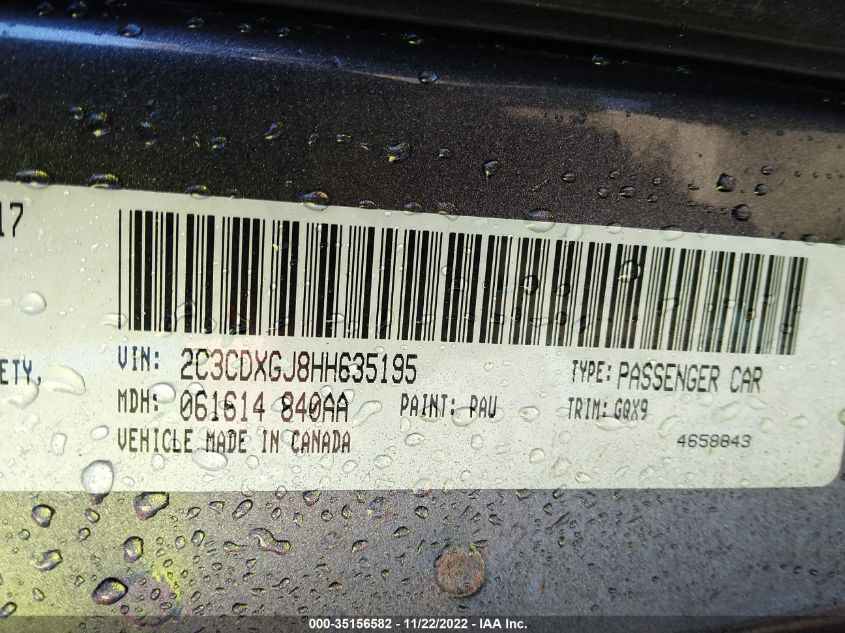 17
ETY,
VIN: 2C3CDXGJ8HH635195
TYPE: PASSENGER CAR
MDH: 061614 840AA PAINT: PAU
TRIM: GQX9
VEHICLE MADE IN CANADA
4658843
000-35156582 - 11/22/2022 - IAA Inc.